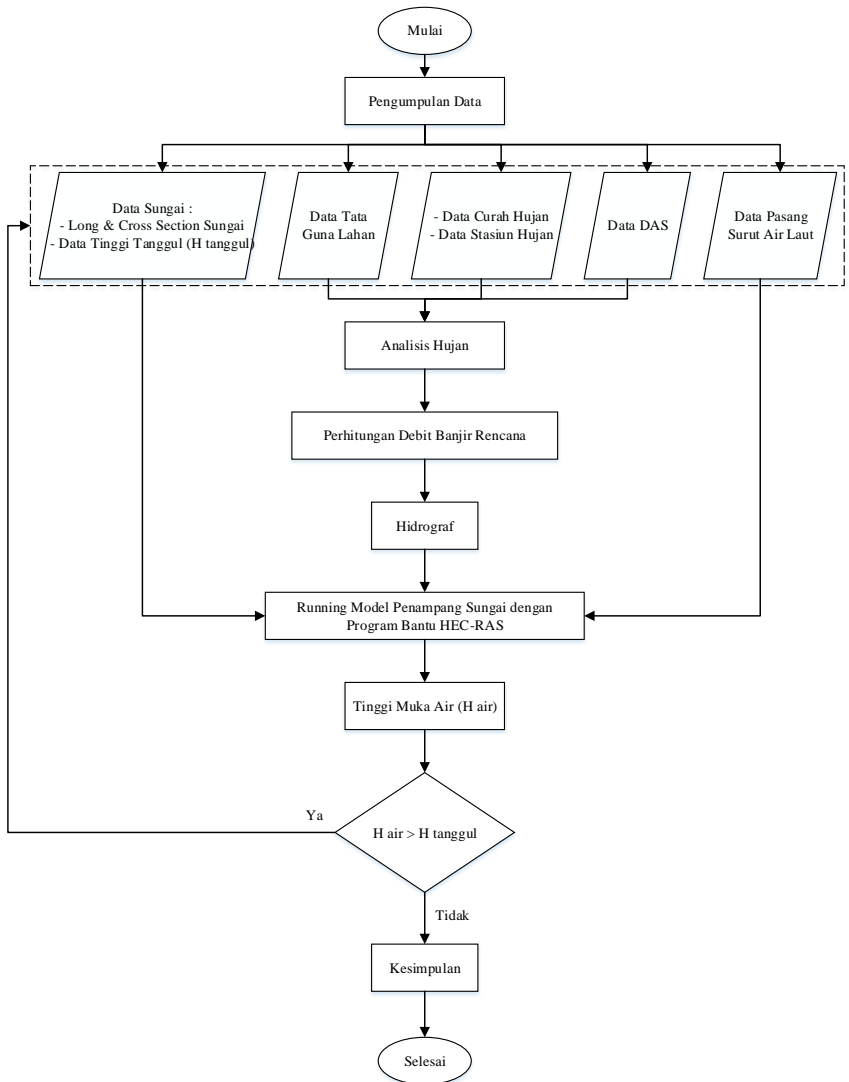 Mulai
Pengumpulan Data
Data Sungai :
- Long & Cross Section Sungai
- Data Tinggi Tanggul (H tanggul)
Data Tata
Guna Lahan
- Data Curah Hujan
- Data Stasiun Hujan
Data DAS
Data Pasang
Surut Air Laut
Analisis Hujan
Perhitungan Debit Banjir Rencana
Hidrograf
Running Model Penampang Sungai dengan
Program Bantu HEC-RAS
Tinggi Muka Air (H air)
Ya
H air > H tanggul
Tidak
Kesimpulan
Selesai